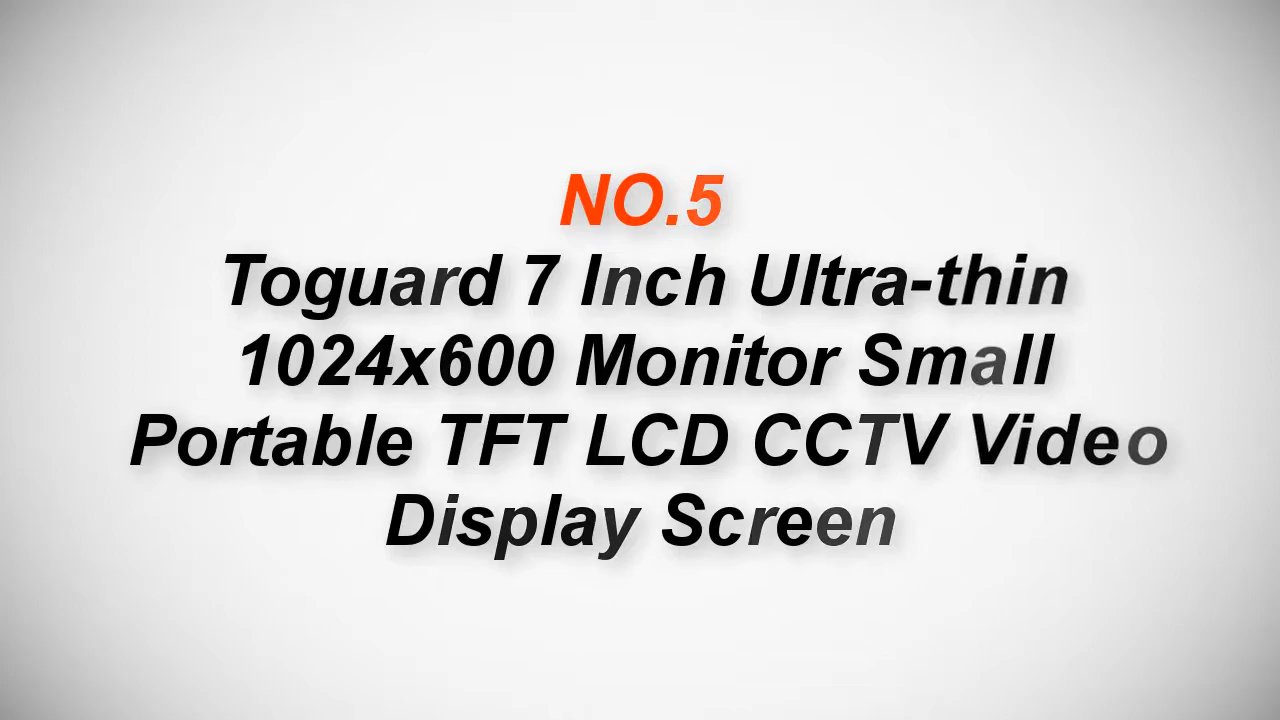 NO.5
Toguard 7 Inch Ultra-thin
1024x600 Monitor Small
Portable TFT LCD CCTV Video
Display Screen